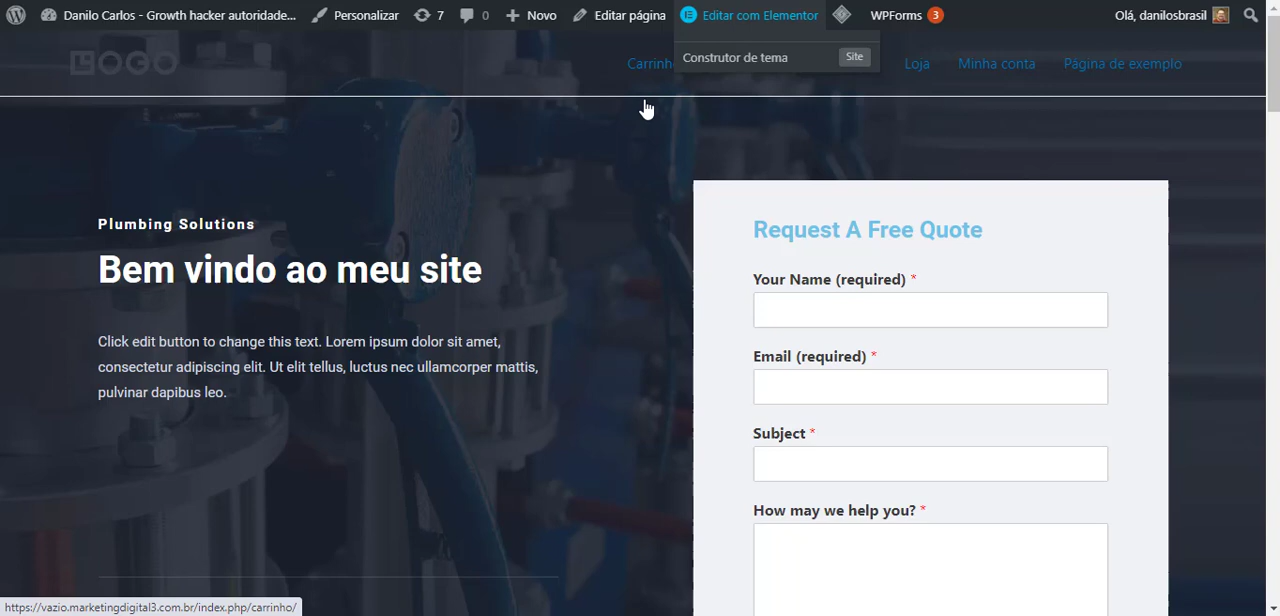 Danilo Carlos - Growth hacker autoridade... Personalizar 7 0 Novo Editar página Editar com Elementor WPForms 3 Olá, danilosbrasil
Construtor de tema Site
LOGO Carrinh Loja Minha conta Página de exemplo
Plumbing Solutions
Bem vindo ao meu site
Click edit button to change this text. Lorem ipsum dolor sit amet,
consectetur adipiscing elit. Ut elit tellus, luctus nec ullamcorper mattis,
pulvinar dapibus leo.
Request A Free Quote
Your Name (required) *
Email (required) *
Subject *
How may we help you? *
https://vazio.marketingdigital3.com.br/index.php/carrinho/